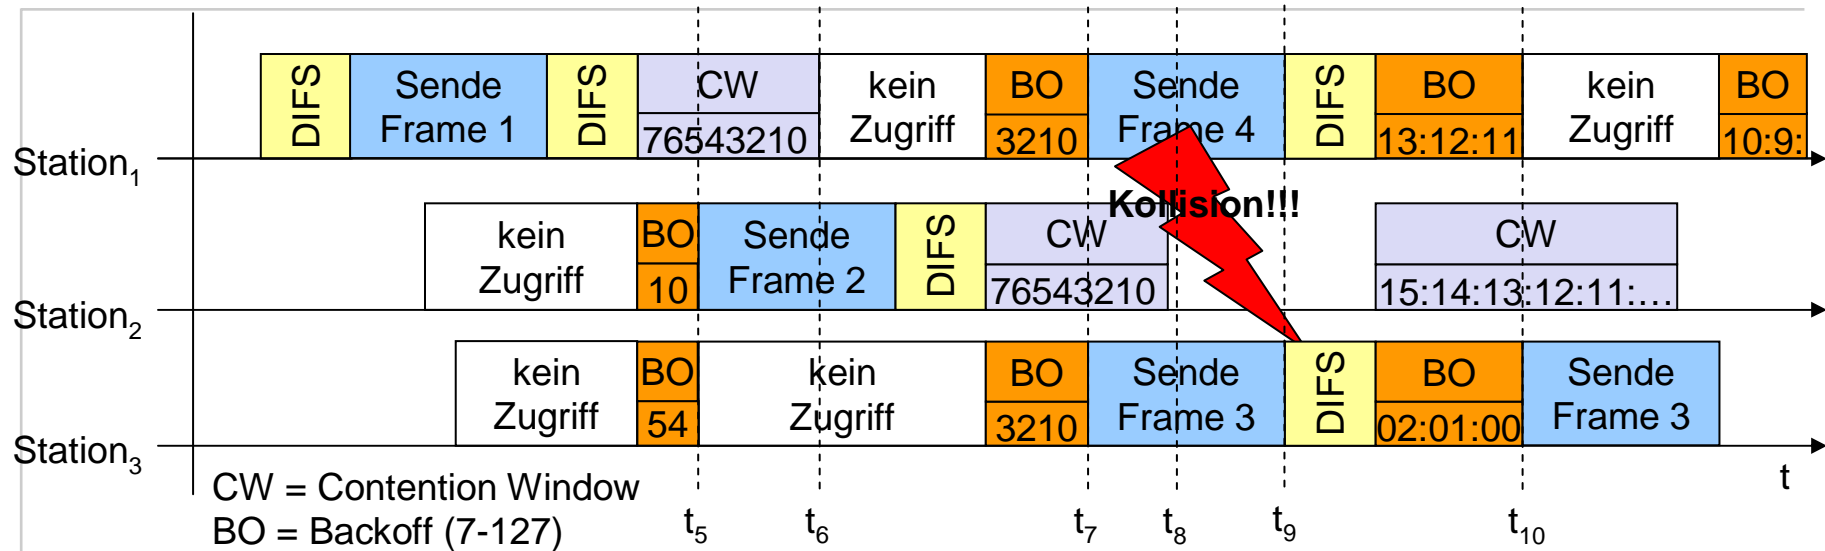 DIFS
Sende
Frame 1
DIFS
CW
76543210
kein
Zugriff
BO
3210
Sende
Frame 4
DIFS
BO
13:12:11
kein
Zugriff
BO
10:9:
Station1
kein
Zugriff
BO
10
Sende
Frame 2
DIFS
CW
76543210
Kollision!!!
CW
15:14:13:12:11:…
Station2
kein
Zugriff
BO
54
kein
Zugriff
BO
3210
Sende
Frame 3
DIFS
BO
02:01:00
Sende
Frame 3
Station3
t
CW = Contention Window
BO = Backoff (7-127)
t5
t6
t7
t8
t9
t10